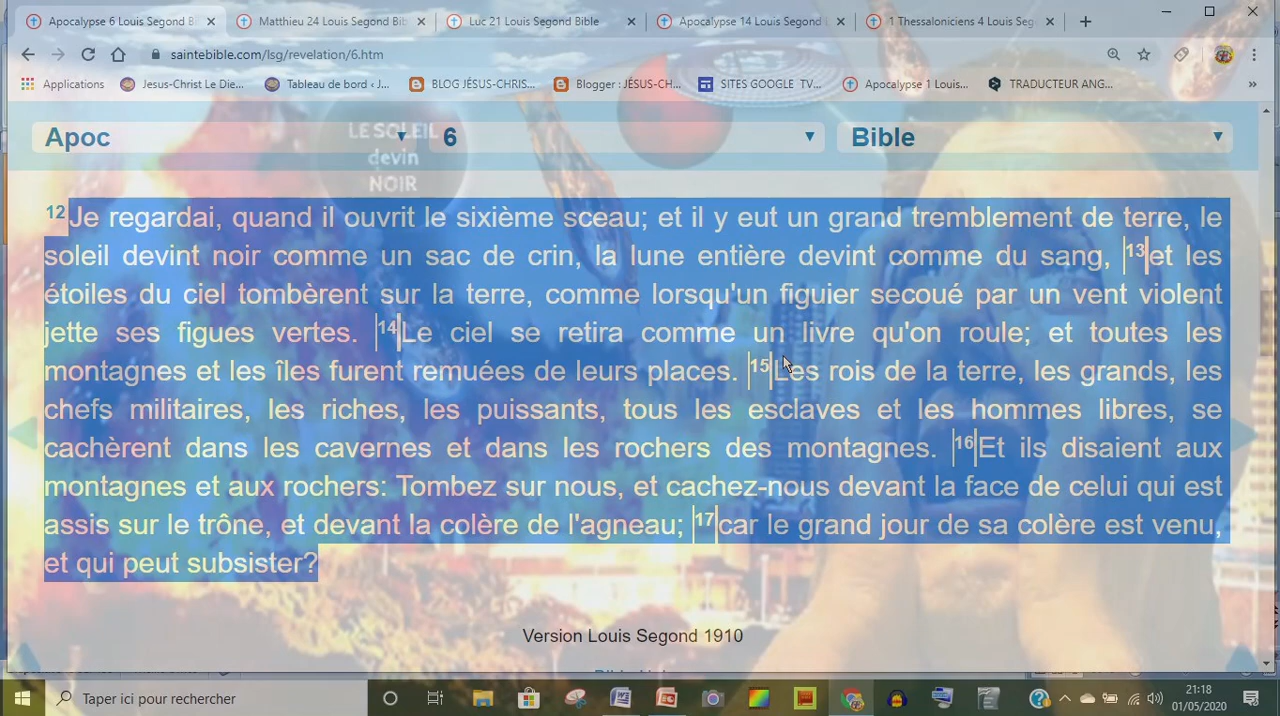 Apocalypse 6 Louis Segond Bi
Matthieu 24 Louis Segond Bib
Luc 21 Louis Segond Bible
Apocalypse 14 Louis Segond
1 Thessaloniciens 4 Louis Seg
saintebible.com/lsg/revelation/6.htm
Applications
Jesus-Christ Le Die...
Tableau de bord ‹ J...
BLOG JÉSUS-CHRIS...
Blogger : JÉSUS-CH...
SITES GOOGLE TV...
Apocalypse 1 Louis...
TRADUCTEUR ANG...
»
LE SOLEIL
devin
NOIR
Apoc
6
Bible
12 Je regardai, quand il ouvrit le sixième sceau; et il y eut un grand tremblement de terre, le
soleil devint noir comme un sac de crin, la lune entière devint comme du sang, 13 et les
étoiles du ciel tombèrent sur la terre, comme lorsqu'un figuier secoué par un vent violent
jette ses figues vertes. 14 Le ciel se retira comme un livre qu'on roule; et toutes les
montagnes et les îles furent remuées de leurs places. 15 Les rois de la terre, les grands, les
chefs militaires, les riches, les puissants, tous les esclaves et les hommes libres, se
cachèrent dans les cavernes et dans les rochers des montagnes. 16 Et ils disaient aux
montagnes et aux rochers: Tombez sur nous, et cachez-nous devant la face de celui qui est
assis sur le trône, et devant la colère de l'agneau; 17 car le grand jour de sa colère est venu,
et qui peut subsister?
Version Louis Segond 1910
Taper ici pour rechercher
21:18
01/05/2020